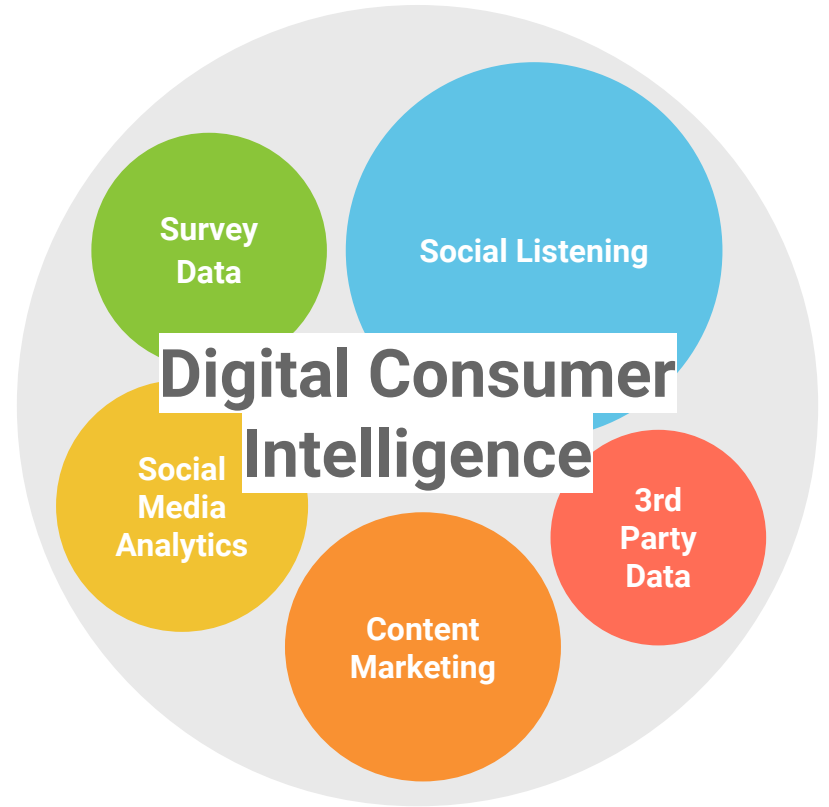 Survey
Data
Social Listening
Digital Consumer
Intelligence
Social
Media
Analytics
3rd
Party
Data
Content
Marketing